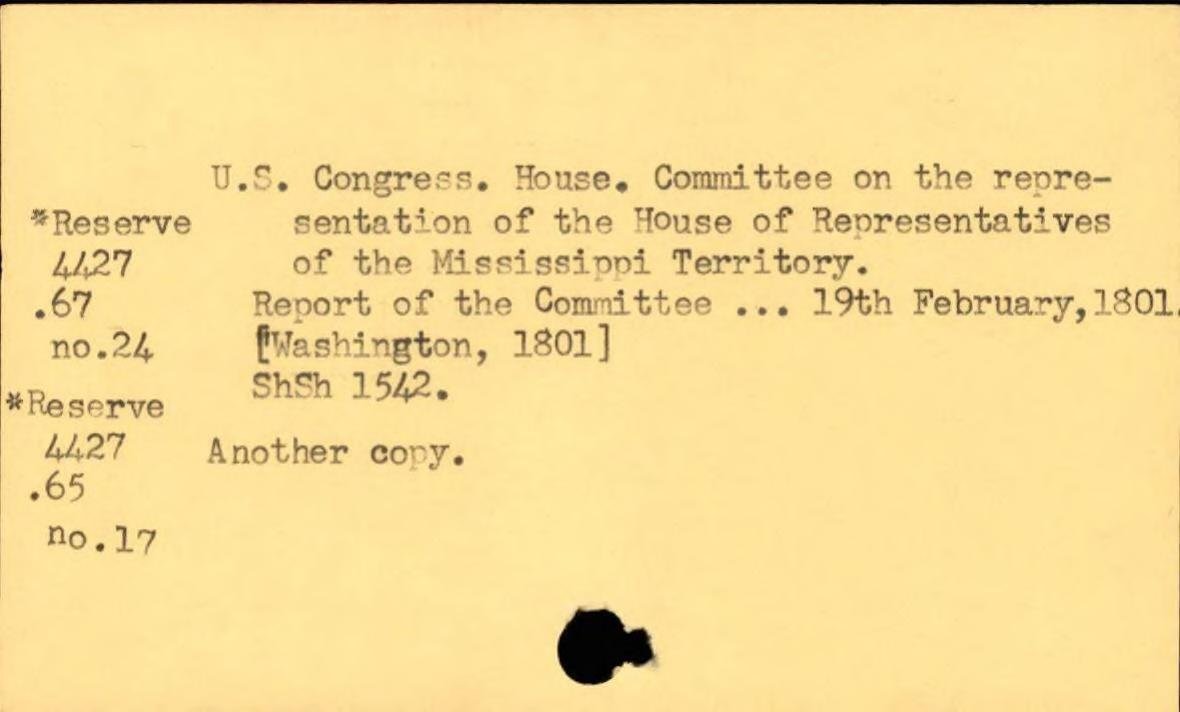 U.S. Congress. House. Committee on the repre-
*Reserve sentation of the House of Representatives
4427 of the Mississippi Territory.
.67 Report of the Committee ... 19th February,1801.
no.24 [Washington, 1801]
ShSh 1542.
*Reserve
4427 Another copy.
.65
no.17